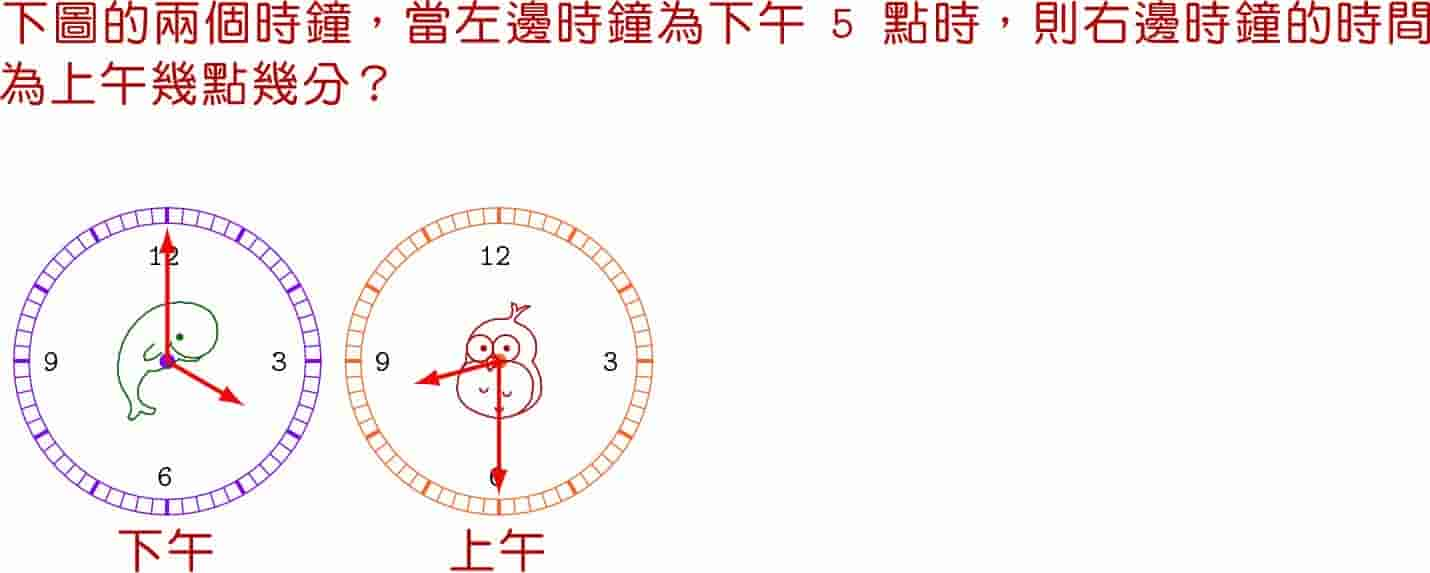 下圖的兩個時鐘，當左邊時鐘為下午 5 點時，則右邊時鐘的時間
為上午幾點幾分？
12 12
9 3 9 3
6 6
下午 上午